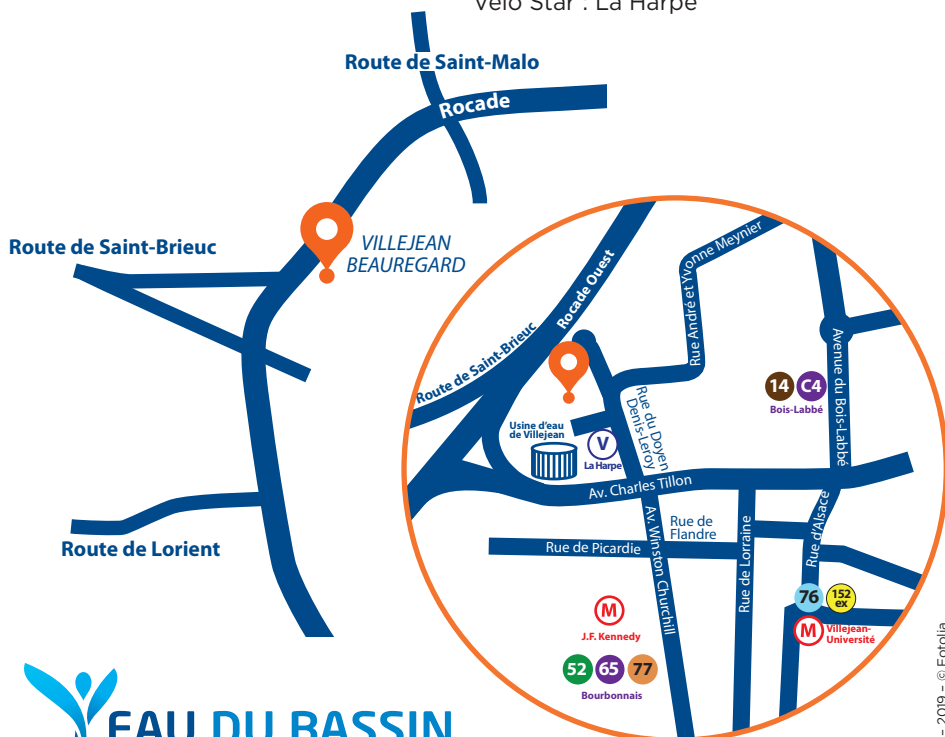 Vélo Star : La Harpe
Route de Saint-Malo
Rocade
Route de Saint-Brieuc
VILLEJEAN
BEAUREGARD
Route de Lorient
Rocade Ouest
Route de Saint-Brieuc
Rue André et Yvonne Meynier
Avenue du Bois-Labbé
14
C4
Bois-Labbé
Usine d'eau
de Villejean
V
La Harpe
Rue du Doyen
Denis-Leroy
Av. Charles Tillon
Rue de
Flandre
Rue de Picardie
Av. Winston Churchill
Rue de Lorraine
Rue d'Alsace
76
152
ex
M
Villejean-
Université
M
J.F. Kennedy
52
65
77
Bourbonnais
EAU DU BASSIN
– 2019 – © Fotolia